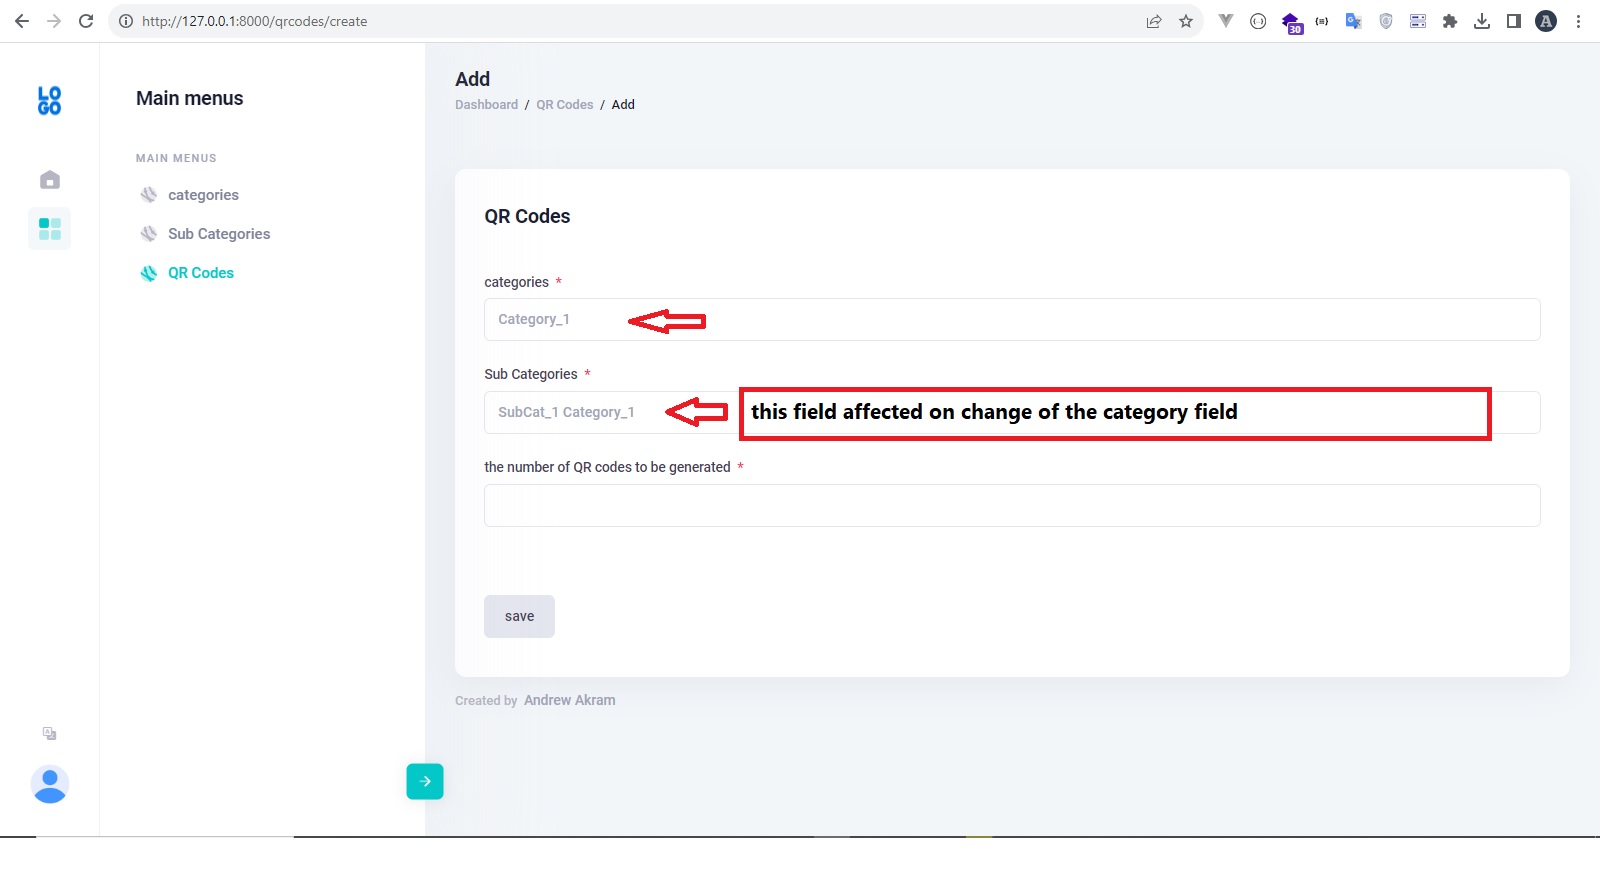 http://127.0.0.1:8000/qrcodes/create
30
A
LO
GO
Main menus
MAIN MENUS
categories
Sub Categories
QR Codes
Add
Dashboard / QR Codes / Add
QR Codes
categories *
Category_1
Sub Categories *
SubCat_1 Category_1
this field affected on change of the category field
the number of QR codes to be generated *
save
Created by Andrew Akram